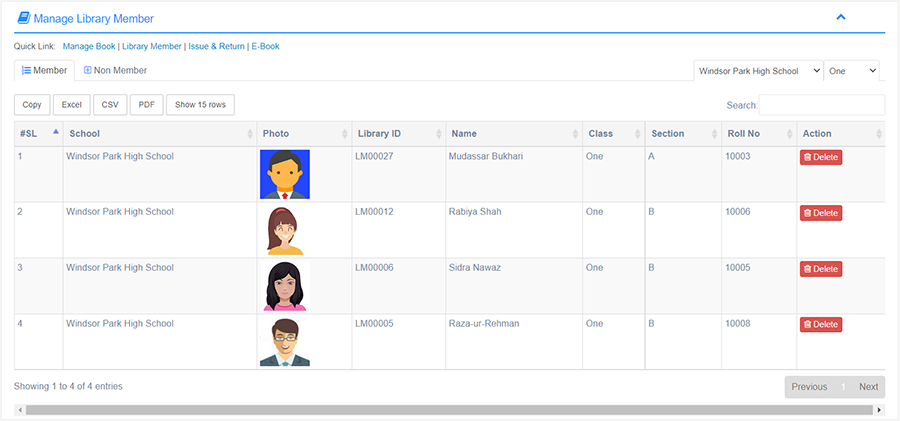 Manage Library Member
Quick Link: Manage Book | Library Member | Issue & Return | E-Book
Member Non Member Windsor Park High School One
Copy Excel CSV PDF Show 15 rows Search:
#SL School Photo Library ID Name Class Section Roll No Action
1 Windsor Park High School LM00027 Mudassar Bukhari One A 10003 Delete
2 Windsor Park High School LM00012 Rabiya Shah One B 10006 Delete
3 Windsor Park High School LM00006 Sidra Nawaz One B 10005 Delete
4 Windsor Park High School LM00005 Raza-ur-Rehman One B 10008 Delete
Showing 1 to 4 of 4 entries Previous 1 Next